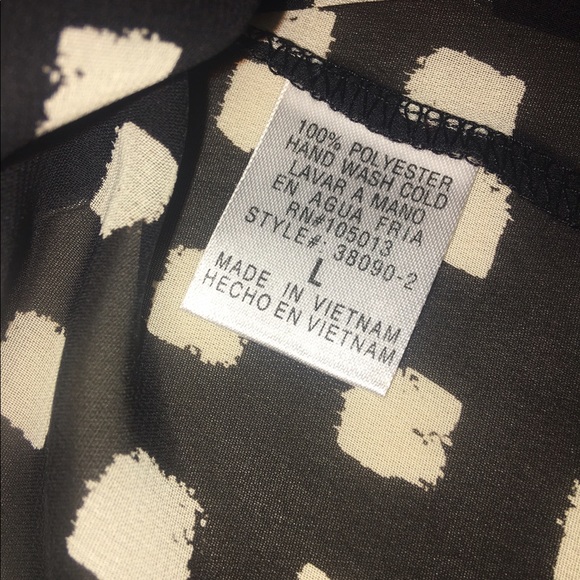 100% POLYESTER
HAND WASH COLD
LAVAR A MANO
EN AGUA FRIA
RN#105013
STYLE#: 38090-2
L
MADE IN VIETNAM
HECHO EN VIETNAM